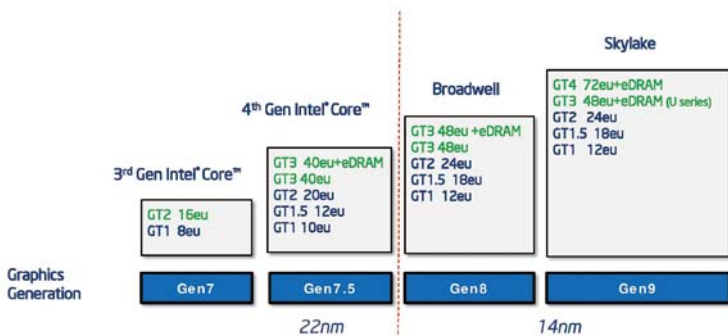 Skylake
GT4 72eu+eDRAM
GT3 48eu+eDRAM (U series)
GT2 24eu
GT1.5 18eu
GT1 12eu
Broadwell
GT3 48eu +eDRAM
GT3 48eu
GT2 24eu
GT1.5 18eu
GT1 12eu
4th Gen Intel® Core™
GT3 40eu+eDRAM
GT3 40eu
GT2 20eu
GT1.5 12eu
GT1 10eu
3rd Gen Intel® Core™
GT2 16eu
GT1 8eu
Graphics
Generation
Gen7
Gen7.5
Gen8
Gen9
22nm
14nm